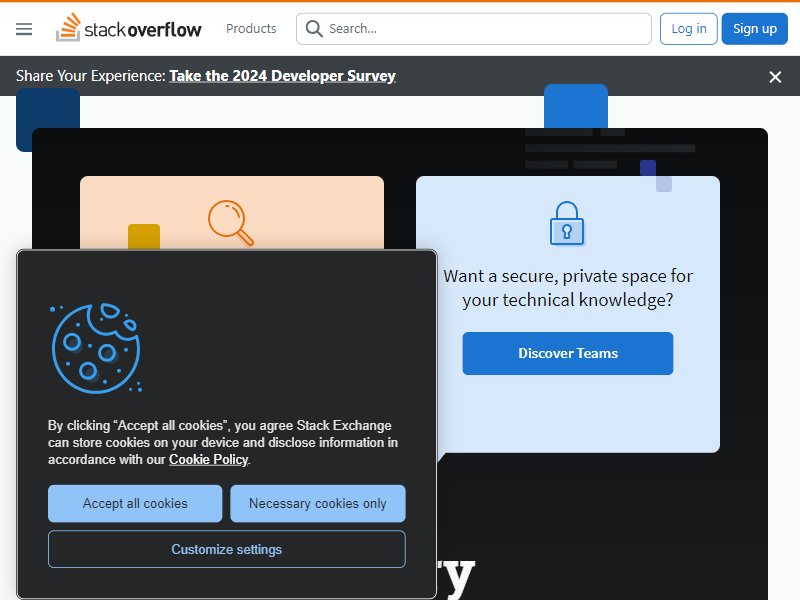 stackoverflow
Products
Search...
Log in
Sign up
Share Your Experience: Take the 2024 Developer Survey
Want a secure, private space for
your technical knowledge?
Discover Teams
By clicking “Accept all cookies”, you agree Stack Exchange
can store cookies on your device and disclose information in
accordance with our Cookie Policy.
Accept all cookies
Necessary cookies only
Customize settings